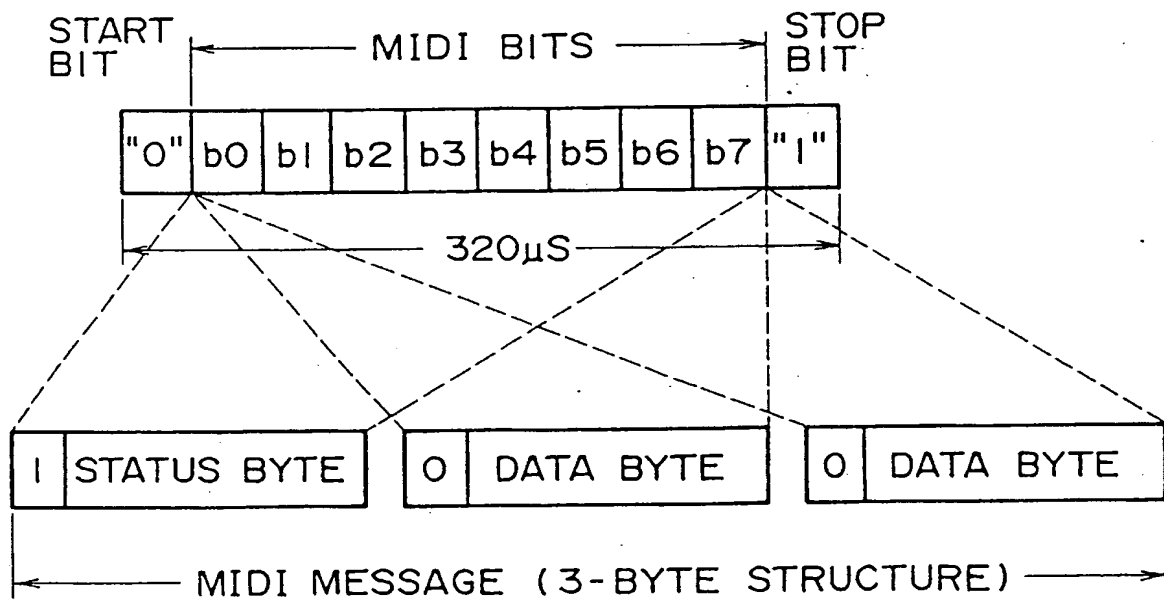 START BIT
MIDI BITS
STOP BIT
"0" b0 b1 b2 b3 b4 b5 b6 b7 "1"
320μS
1 STATUS BYTE 0 DATA BYTE 0 DATA BYTE
MIDI MESSAGE (3-BYTE STRUCTURE)